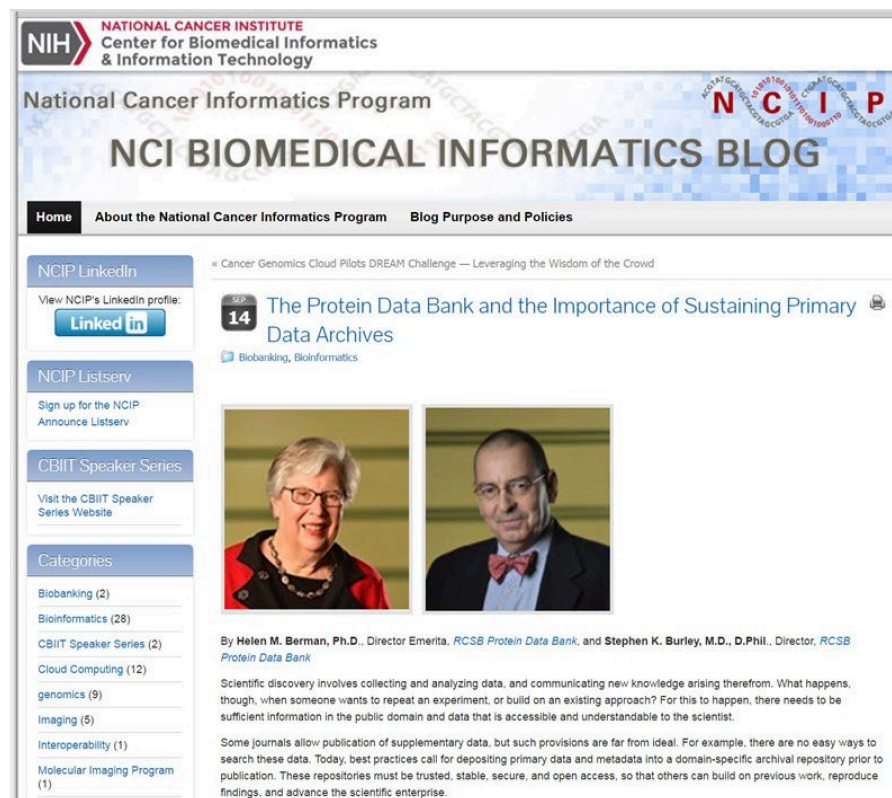 NIH
NATIONAL CANCER INSTITUTE
Center for Biomedical Informatics
& Information Technology
National Cancer Informatics Program
N C I P
NCI BIOMEDICAL INFORMATICS BLOG
Home About the National Cancer Informatics Program Blog Purpose and Policies
NCIP LinkedIn
View NCIP's LinkedIn profile:
Linked in
NCIP Listserv
Sign up for the NCIP
Announce Listserv
CBIIT Speaker Series
Visit the CBIIT Speaker
Series Website
Categories
Biobanking (2)
Bioinformatics (28)
CBIIT Speaker Series (2)
Cloud Computing (12)
genomics (9)
Imaging (5)
Interoperability (1)
Molecular Imaging Program
(1)
« Cancer Genomics Cloud Pilots DREAM Challenge — Leveraging the Wisdom of the Crowd
SEP
14
The Protein Data Bank and the Importance of Sustaining Primary
Data Archives
Biobanking, Bioinformatics
By Helen M. Berman, Ph.D., Director Emerita, RCSB Protein Data Bank, and Stephen K. Burley, M.D., D.Phil., Director, RCSB
Protein Data Bank
Scientific discovery involves collecting and analyzing data, and communicating new knowledge arising therefrom. What happens,
though, when someone wants to repeat an experiment, or build on an existing approach? For this to happen, there needs to be
sufficient information in the public domain and data that is accessible and understandable to the scientist.
Some journals allow publication of supplementary data, but such provisions are far from ideal. For example, there are no easy ways to
search these data. Today, best practices call for depositing primary data and metadata into a domain-specific archival repository prior to
publication. These repositories must be trusted, stable, secure, and open access, so that others can build on previous work, reproduce
findings, and advance the scientific enterprise.